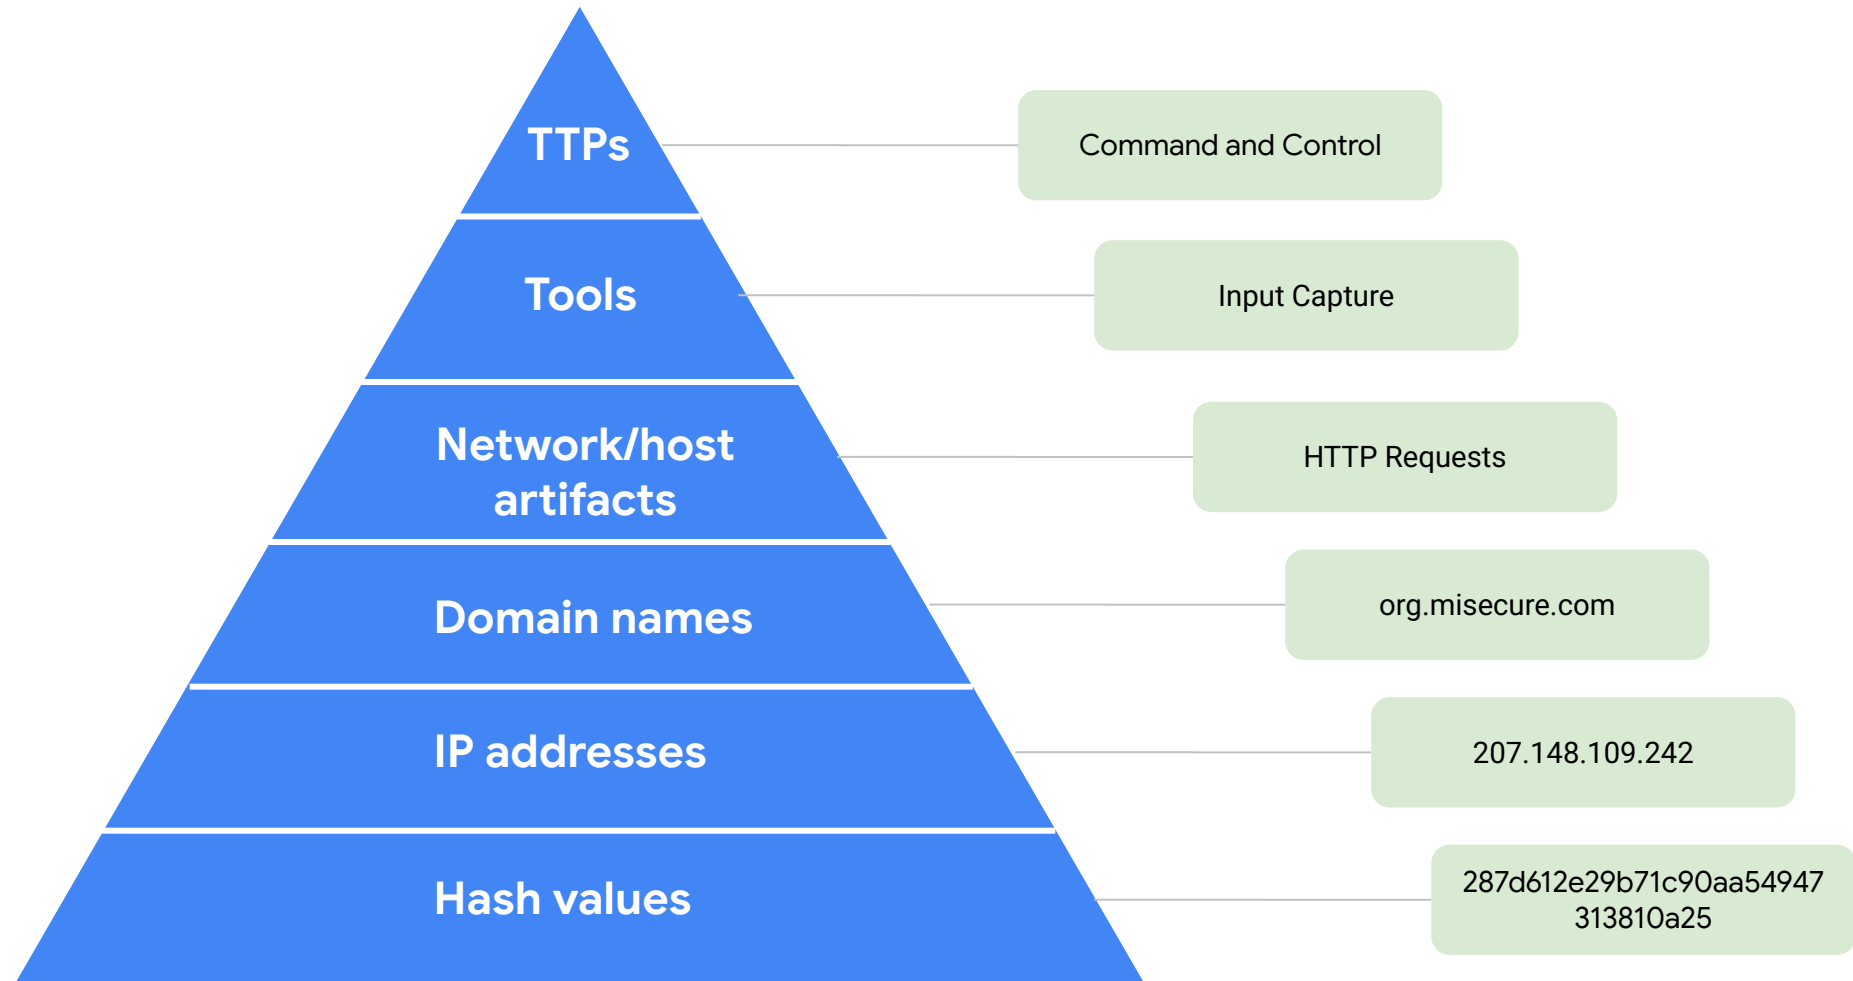 TTPs
Command and Control
Tools
Input Capture
Network/host
artifacts
HTTP Requests
Domain names
org.misecure.com
IP addresses
207.148.109.242
Hash values
287d612e29b71c90aa54947
313810a25